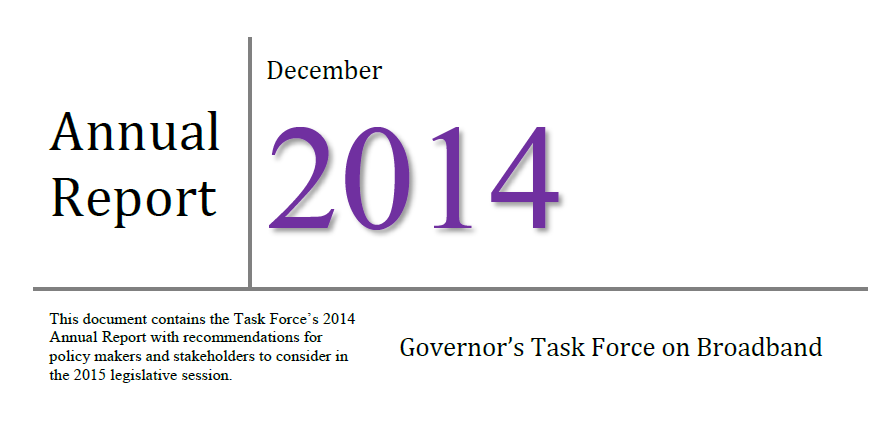 Annual
Report
December
2014
This document contains the Task Force's 2014
Annual Report with recommendations for
policy makers and stakeholders to consider in
the 2015 legislative session.
Governor's Task Force on Broadband